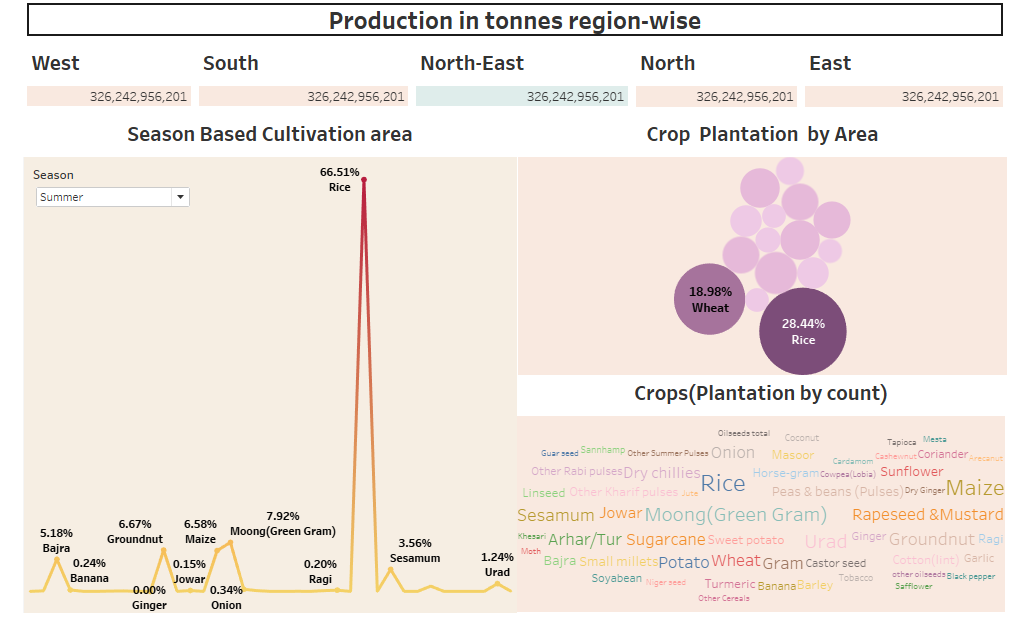 Production in tonnes region-wise
West
South
North-East
North
East
326,242,956,201
326,242,956,201
326,242,956,201
326,242,956,201
326,242,956,201
Season Based Cultivation area
Season
Summer
66.51%
Rice
5.18%
Bajra
0.24%
Banana
6.67%
Groundnut
0.00%
Ginger
0.15%
Jowar
6.58%
Maize
0.34%
Onion
7.92%
Moong(Green Gram)
0.20%
Ragi
3.56%
Sesamum
1.24%
Urad
Crop Plantation by Area
18.98%
Wheat
28.44%
Rice
Crops(Plantation by count)
Oilseeds total
Coconut
Tapioca
Mesta
Guar seed
Sannhamp
Other Summer Pulses
Onion
Masoor
Cardamom
Cashewnut
Coriander
Arecanut
Other Rabi pulses
Dry chillies
Horse-gram
Cowpea(Lobia)
Sunflower
Linseed
Other Kharif pulses
Jute
Rice
Peas & beans (Pulses)
Dry Ginger
Maize
Sesamum
Jowar
Moong(Green Gram)
Rapeseed &Mustard
Khesari
Arhar/Tur
Sugarcane
Sweet potato
Urad
Ginger
Groundnut
Ragi
Moth
Bajra
Small millets
Potato
Wheat
Gram
Castor seed
Cotton(lint)
Garlic
Soyabean
Niger seed
Turmeric
Banana
Barley
Tobacco
other oilseeds
Black pepper
Safflower
Other Cereals